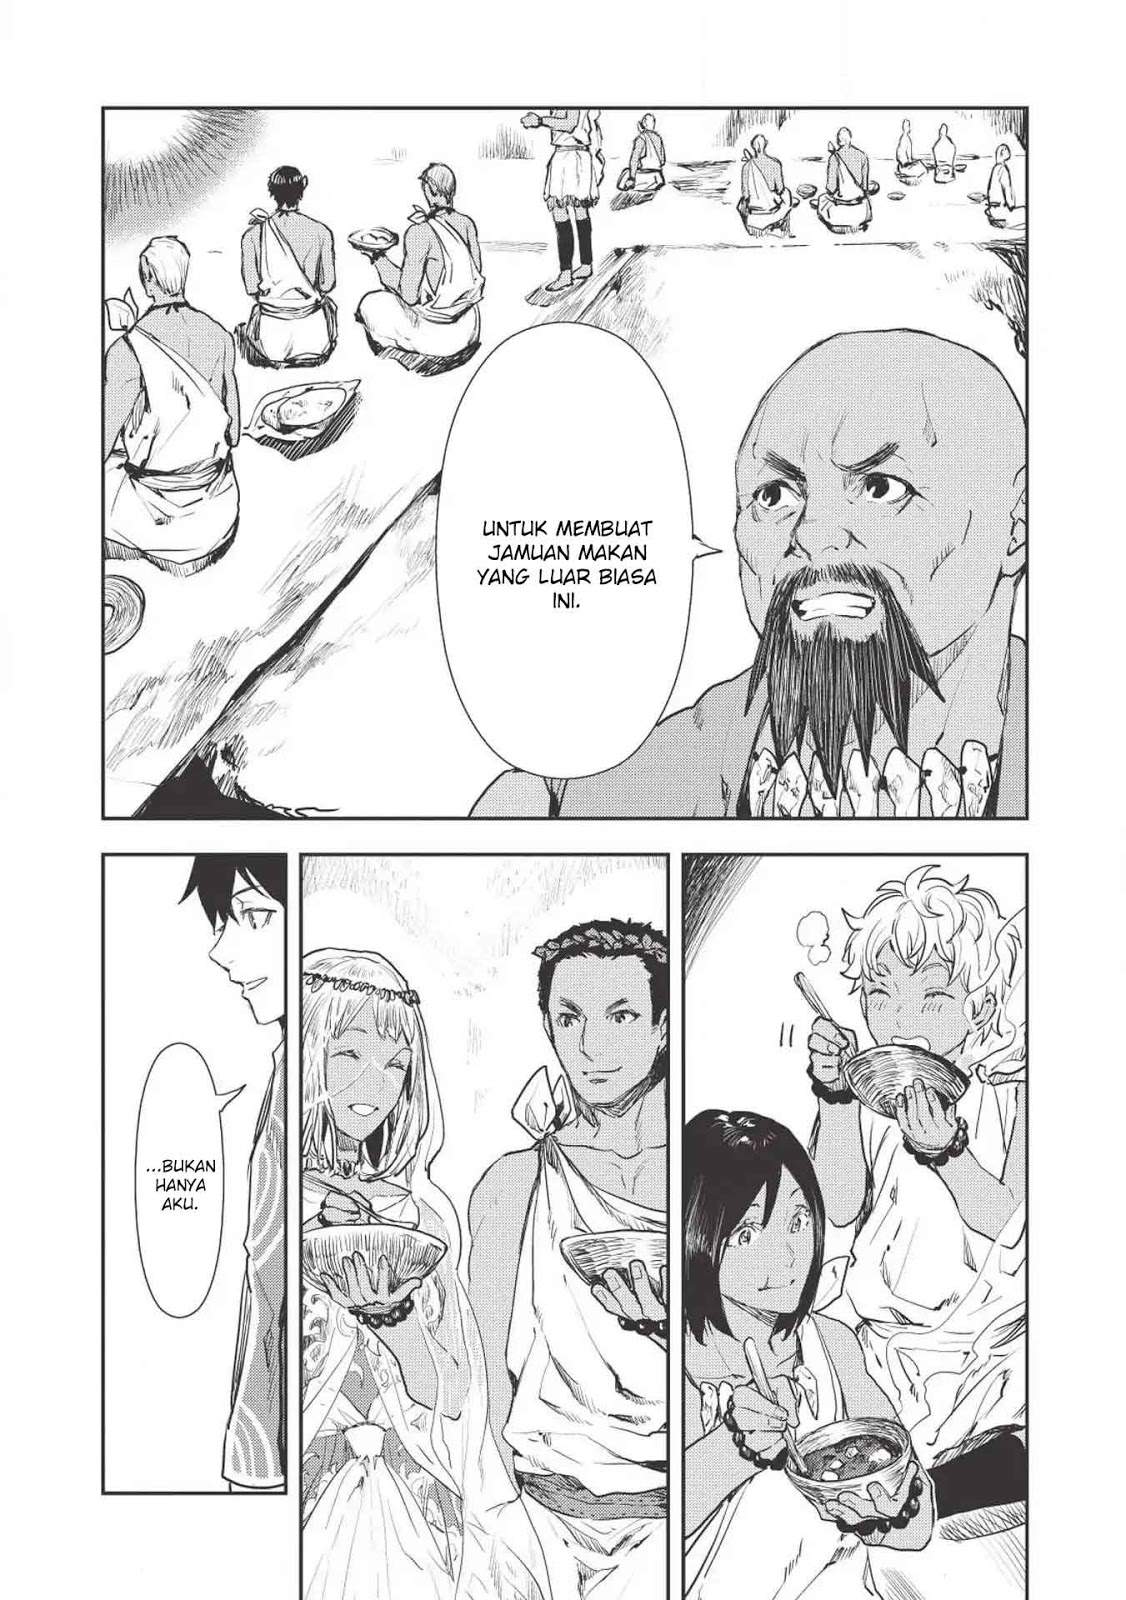 UNTUK MEMBUAT
JAMUAN MAKAN
YANG LUAR BIASA
INI.
...BUKAN
HANYA
AKU.